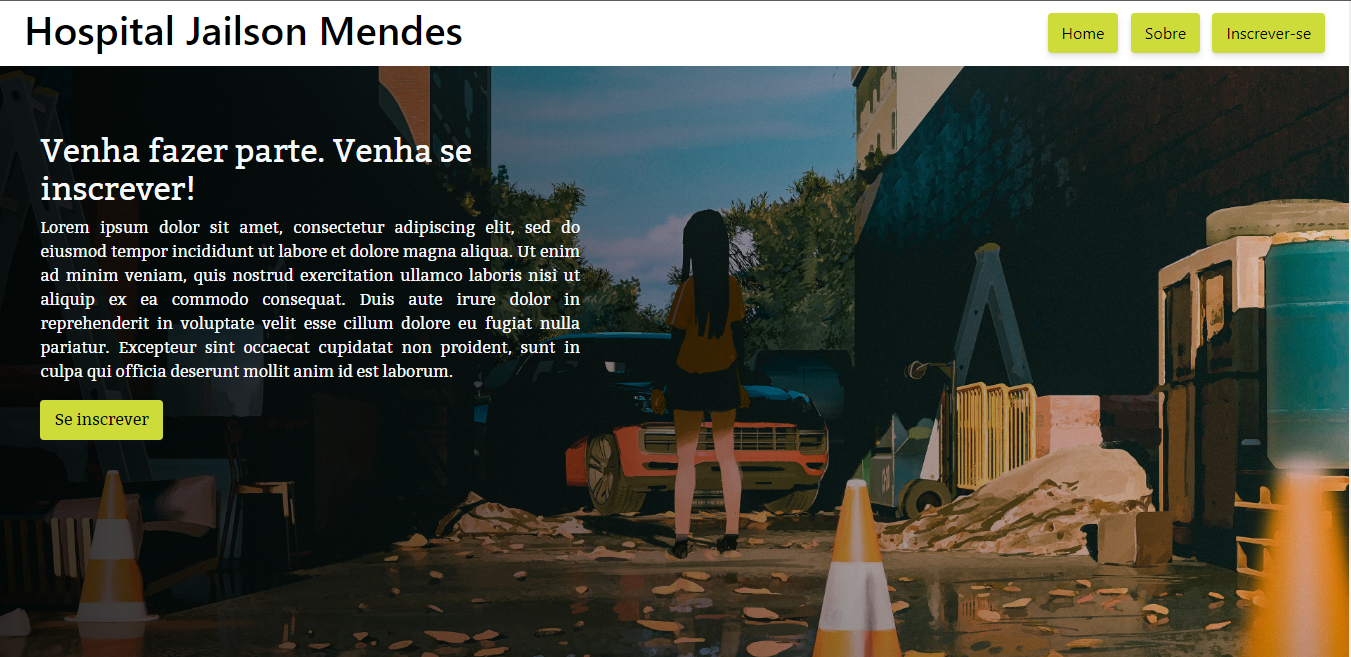 Hospital Jailson Mendes
Home
Sobre
Inscrever-se
Venha fazer parte. Venha se
inscrever!
Lorem ipsum dolor sit amet, consectetur adipiscing elit, sed do
eiusmod tempor incididunt ut labore et dolore magna aliqua. Ut enim
ad minim veniam, quis nostrud exercitation ullamco laboris nisi ut
aliquip ex ea commodo consequat. Duis aute irure dolor in
reprehenderit in voluptate velit esse cillum dolore eu fugiat nulla
pariatur. Excepteur sint occaecat cupidatat non proident, sunt in
culpa qui officia deserunt mollit anim id est laborum.
Se inscrever